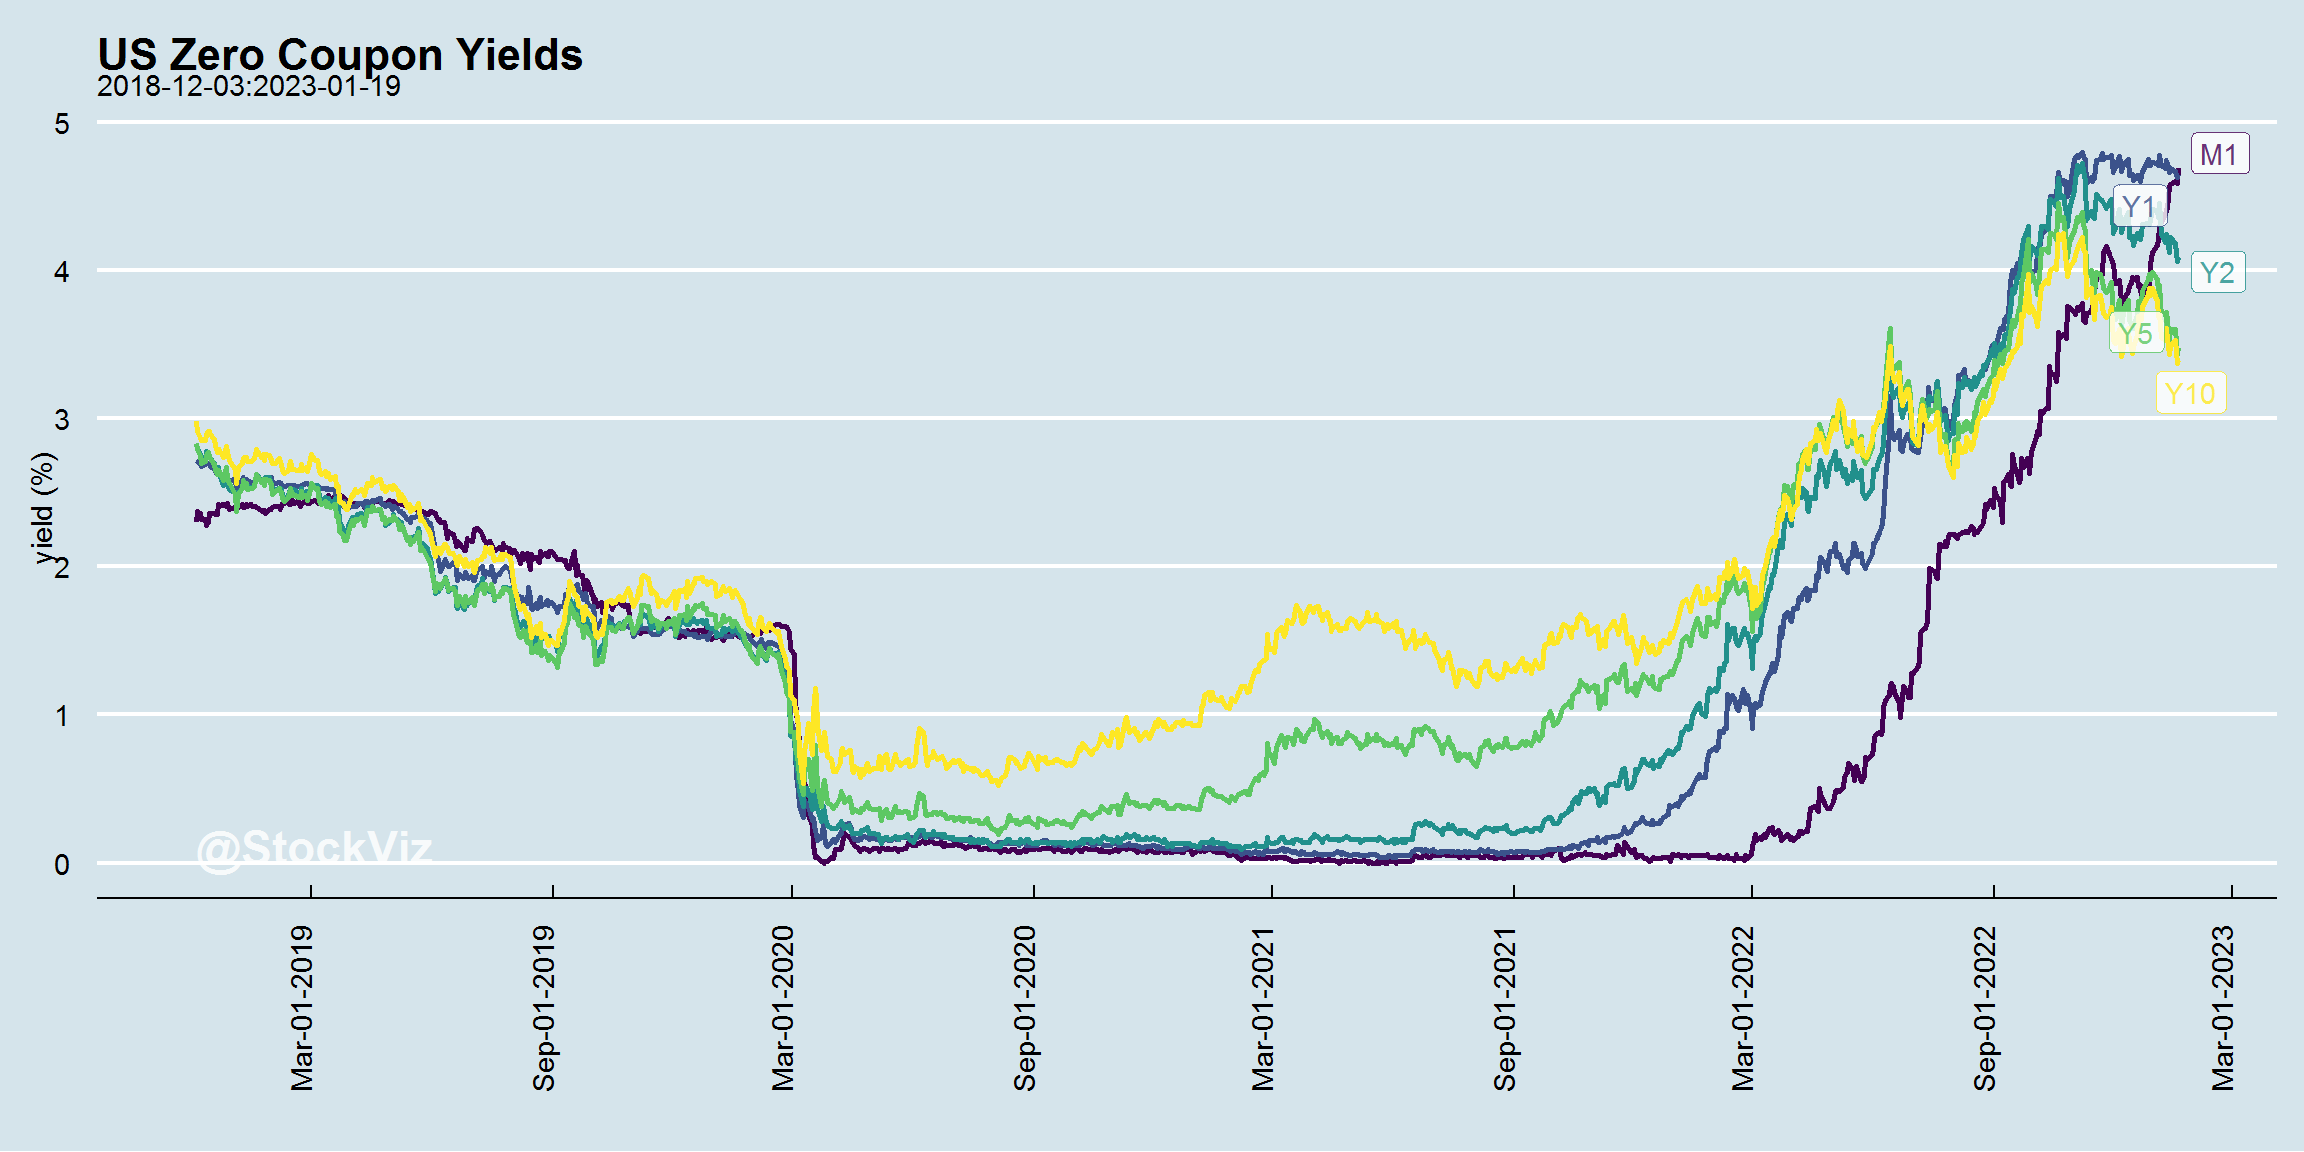 US Zero Coupon Yields
2018-12-03:2023-01-19
yield (%)
5
4
3
2
1
0
M1
Y1
Y2
Y5
Y10
@StockViz
Mar-01-2019
Sep-01-2019
Mar-01-2020
Sep-01-2020
Mar-01-2021
Sep-01-2021
Mar-01-2022
Sep-01-2022
Mar-01-2023